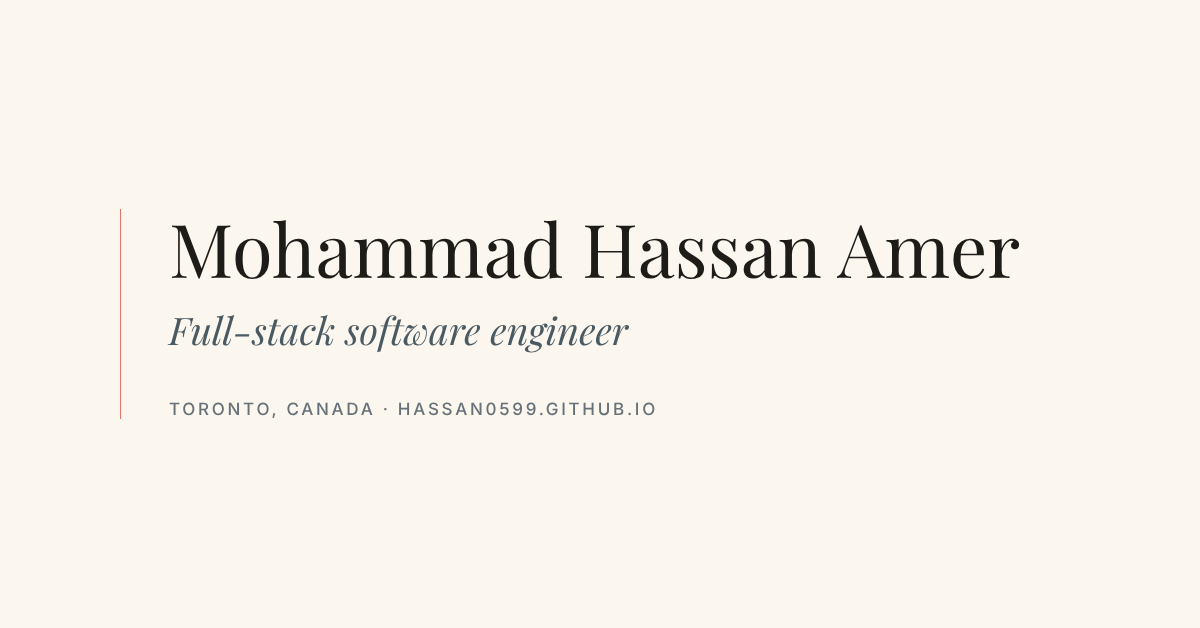 Mohammad Hassan Amer
Full-stack software engineer
TORONTO, CANADA · HASSAN0599.GITHUB.IO